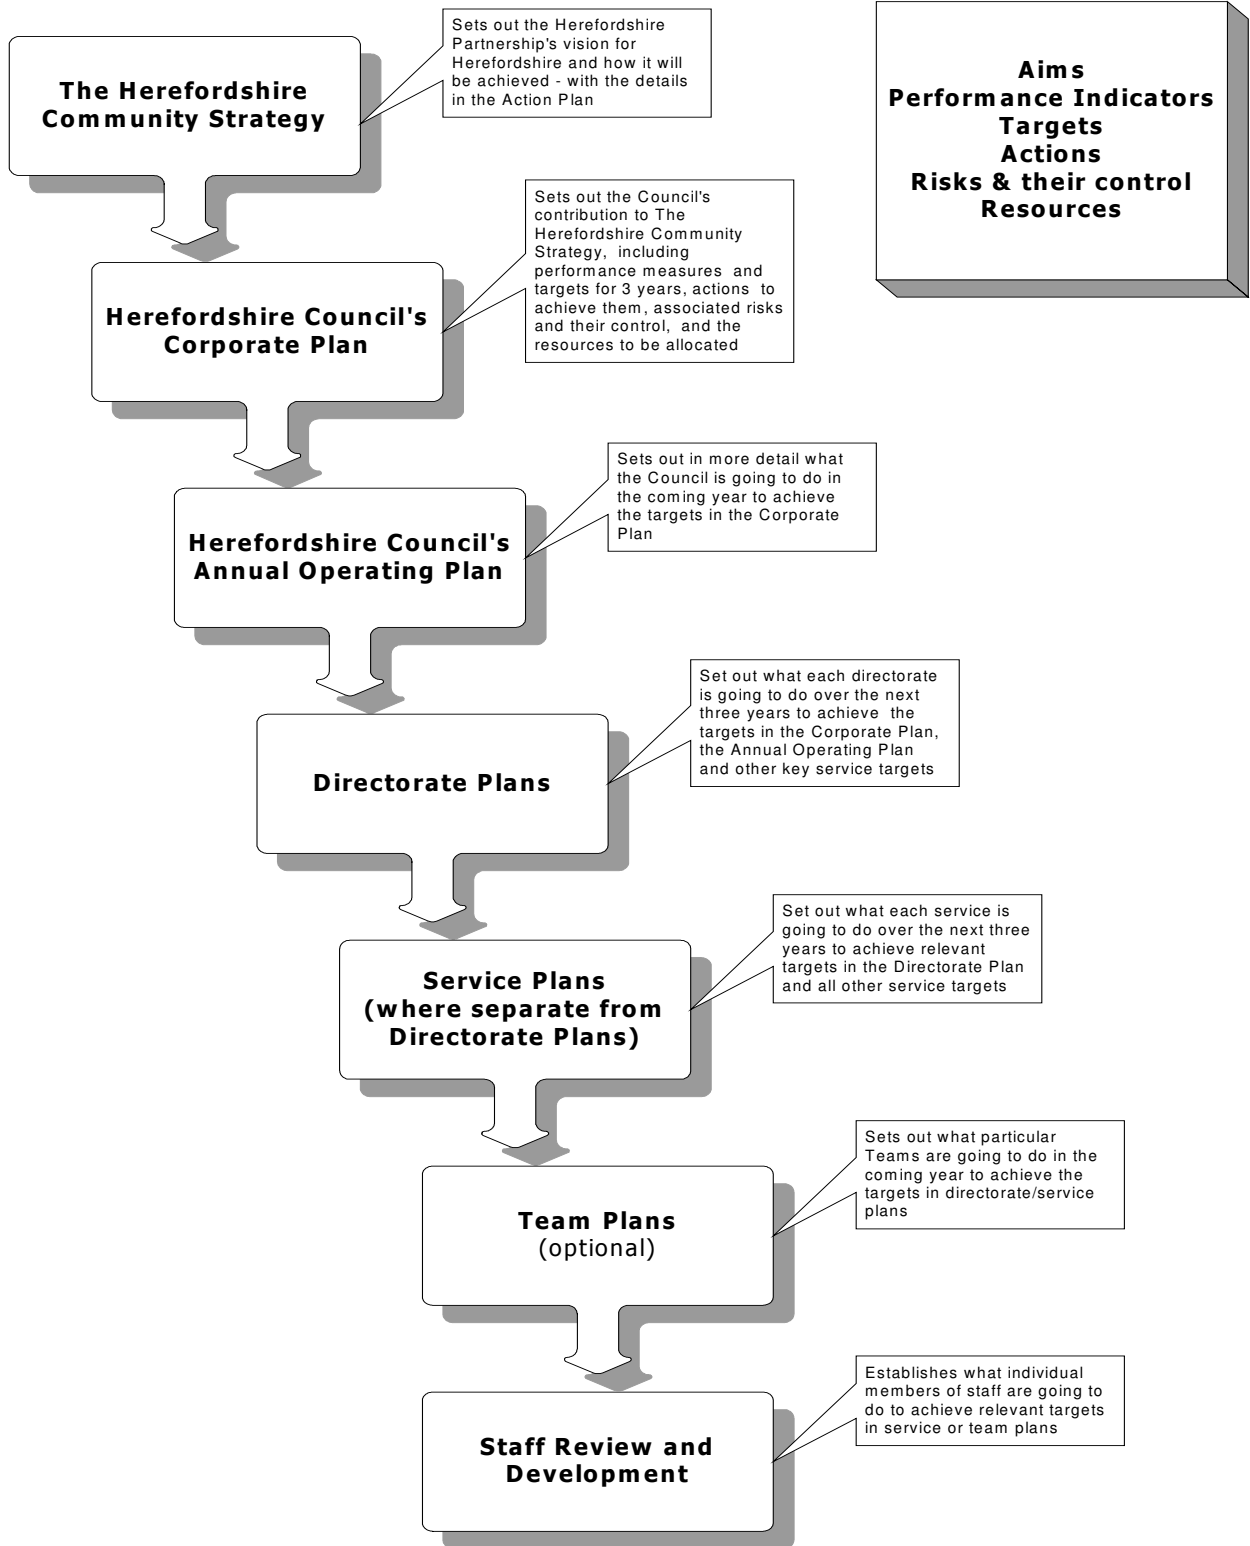 The Herefordshire
Community Strategy
Sets out the Herefordshire
Partnership's vision for
Herefordshire and how it will
be achieved - with the details
in the Action Plan
Aims
Performance Indicators
Targets
Actions
Risks & their control
Resources
Herefordshire Council's
Corporate Plan
Sets out the Council's
contribution to The
Herefordshire Community
Strategy, including
performance measures and
targets for 3 years, actions to
achieve them, associated risks
and their control, and the
resources to be allocated
Herefordshire Council's
Annual Operating Plan
Sets out in more detail what
the Council is going to do in
the coming year to achieve
the targets in the Corporate
Plan
Directorate Plans
Set out what each directorate
is going to do over the next
three years to achieve the
targets in the Corporate Plan,
the Annual Operating Plan
and other key service targets
Service Plans
(where separate from
Directorate Plans)
Set out what each service is
going to do over the next three
years to achieve relevant
targets in the Directorate Plan
and all other service targets
Team Plans
(optional)
Sets out what particular
Teams are going to do in the
coming year to achieve the
targets in directorate/service
plans
Staff Review and
Development
Establishes what individual
members of staff are going to
do to achieve relevant targets
in service or team plans